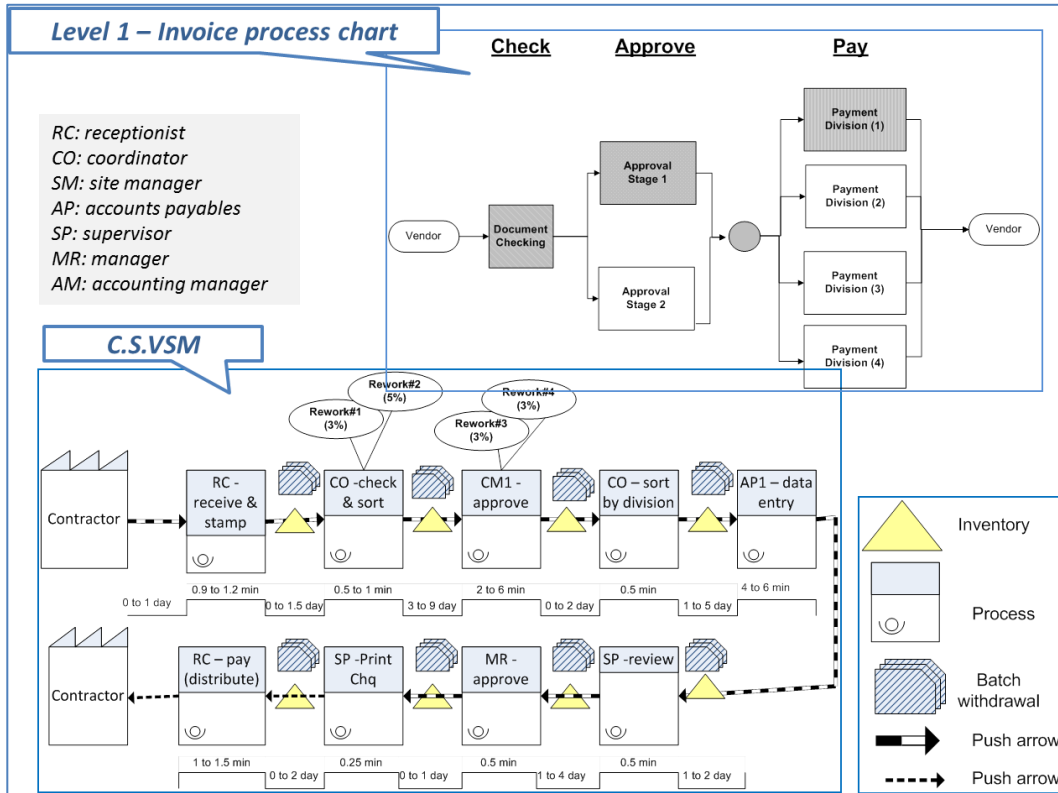 Level 1 – Invoice process chart
Check
Approve
Pay
RC: receptionist
CO: coordinator
SM: site manager
AP: accounts payables
SP: supervisor
MR: manager
AM: accounting manager
Vendor
Document
Checking
Approval
Stage 1
Approval
Stage 2
Payment
Division (1)
Payment
Division (2)
Payment
Division (3)
Payment
Division (4)
Vendor
C.S.VSM
Rework#1
(3%)
Rework#2
(5%)
Rework#3
(3%)
Rework#4
(3%)
Contractor
RC -
receive &
stamp
CO -check
& sort
CM1 -
approve
CO – sort
by division
AP1 – data
entry
0 to 1 day
0.9 to 1.2 min
0 to 1.5 day
0.5 to 1 min
3 to 9 day
2 to 6 min
0 to 2 day
0.5 min
1 to 5 day
4 to 6 min
Contractor
RC – pay
(distribute)
SP -Print
Chq
MR -
approve
SP -review
1 to 1.5 min
0 to 2 day
0.25 min
0 to 1 day
0.5 min
1 to 4 day
0.5 min
1 to 2 day
Inventory
Process
Batch
withdrawal
Push arrow
Push arrow